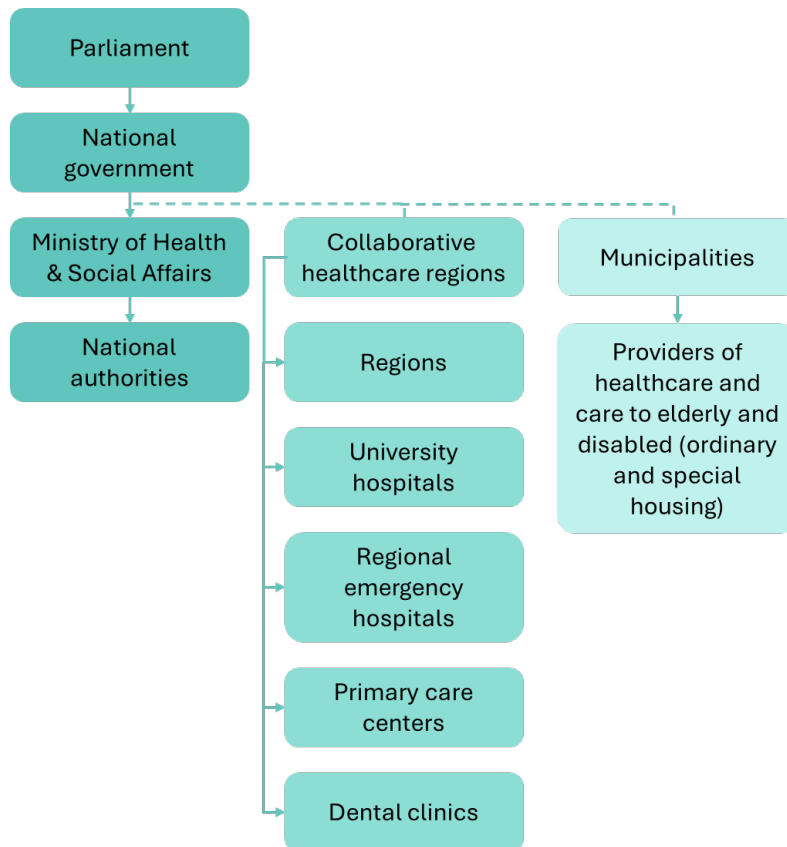 Parliament
National
government
Ministry of Health
& Social Affairs
National
authorities
Collaborative
healthcare regions
Regions
University
hospitals
Regional
emergency
hospitals
Primary care
centers
Dental clinics
Municipalities
Providers of
healthcare and
care to elderly and
disabled (ordinary
and special
housing)